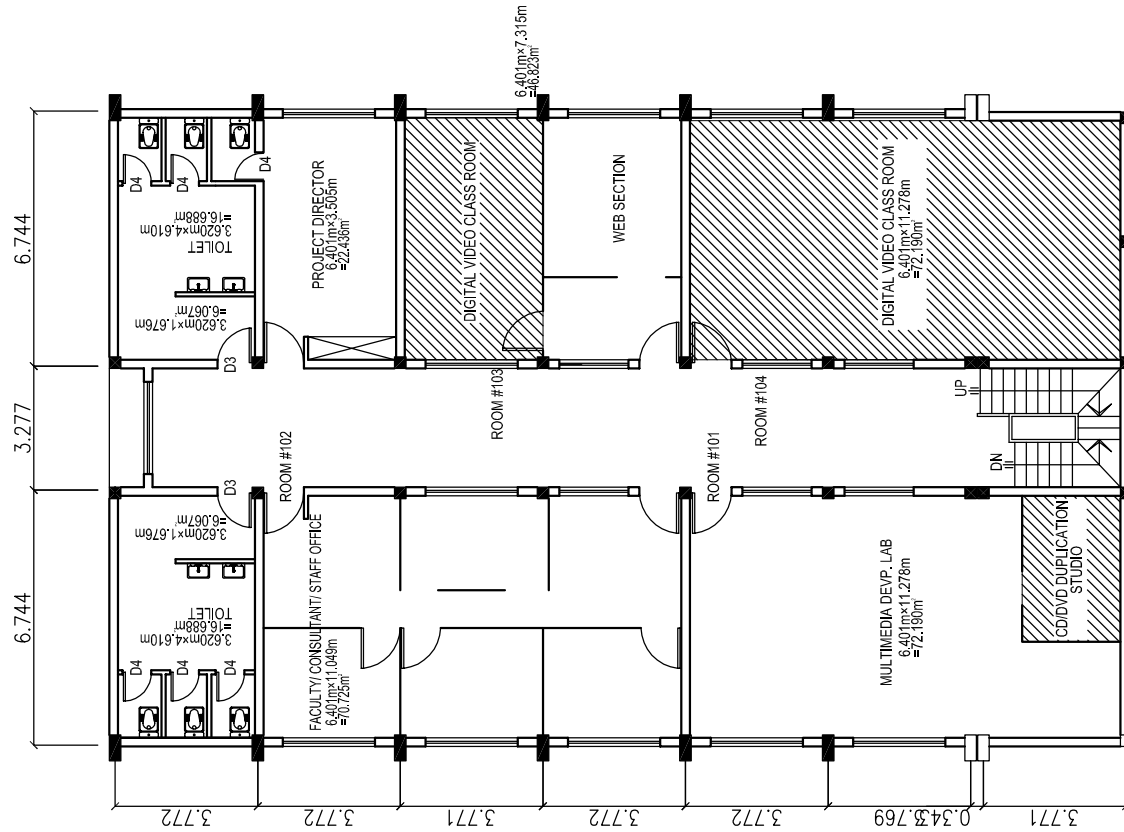 6.744
3.277
6.744
D4
D4
D4
TOILET
3.620m×4.610m
=16.688m²
3.620m×1.676m
=6.067m²
D3
PROJECT DIRECTOR
6.401m×3.505m
=22.436m²
DIGITAL VIDEO CLASS ROOM
6.401m×7.315m
=46.823m²
WEB SECTION
DIGITAL VIDEO CLASS ROOM
6.401m×11.278m
=72.190m²
ROOM #102
ROOM #103
ROOM #101
ROOM #104
UP
DN
D3
3.620m×1.676m
=6.067m²
TOILET
3.620m×4.610m
=16.688m²
D4
D4
D4
FACULTY/ CONSULTANT/ STAFF OFFICE
6.401m×11.049m
=70.725m²
MULTIMEDIA DEVP. LAB
6.401m×11.278m
=72.190m²
CD/DVD DUPLICATION
STUDIO
3.772
3.772
3.771
3.772
3.772
3.769
0.343
3.771